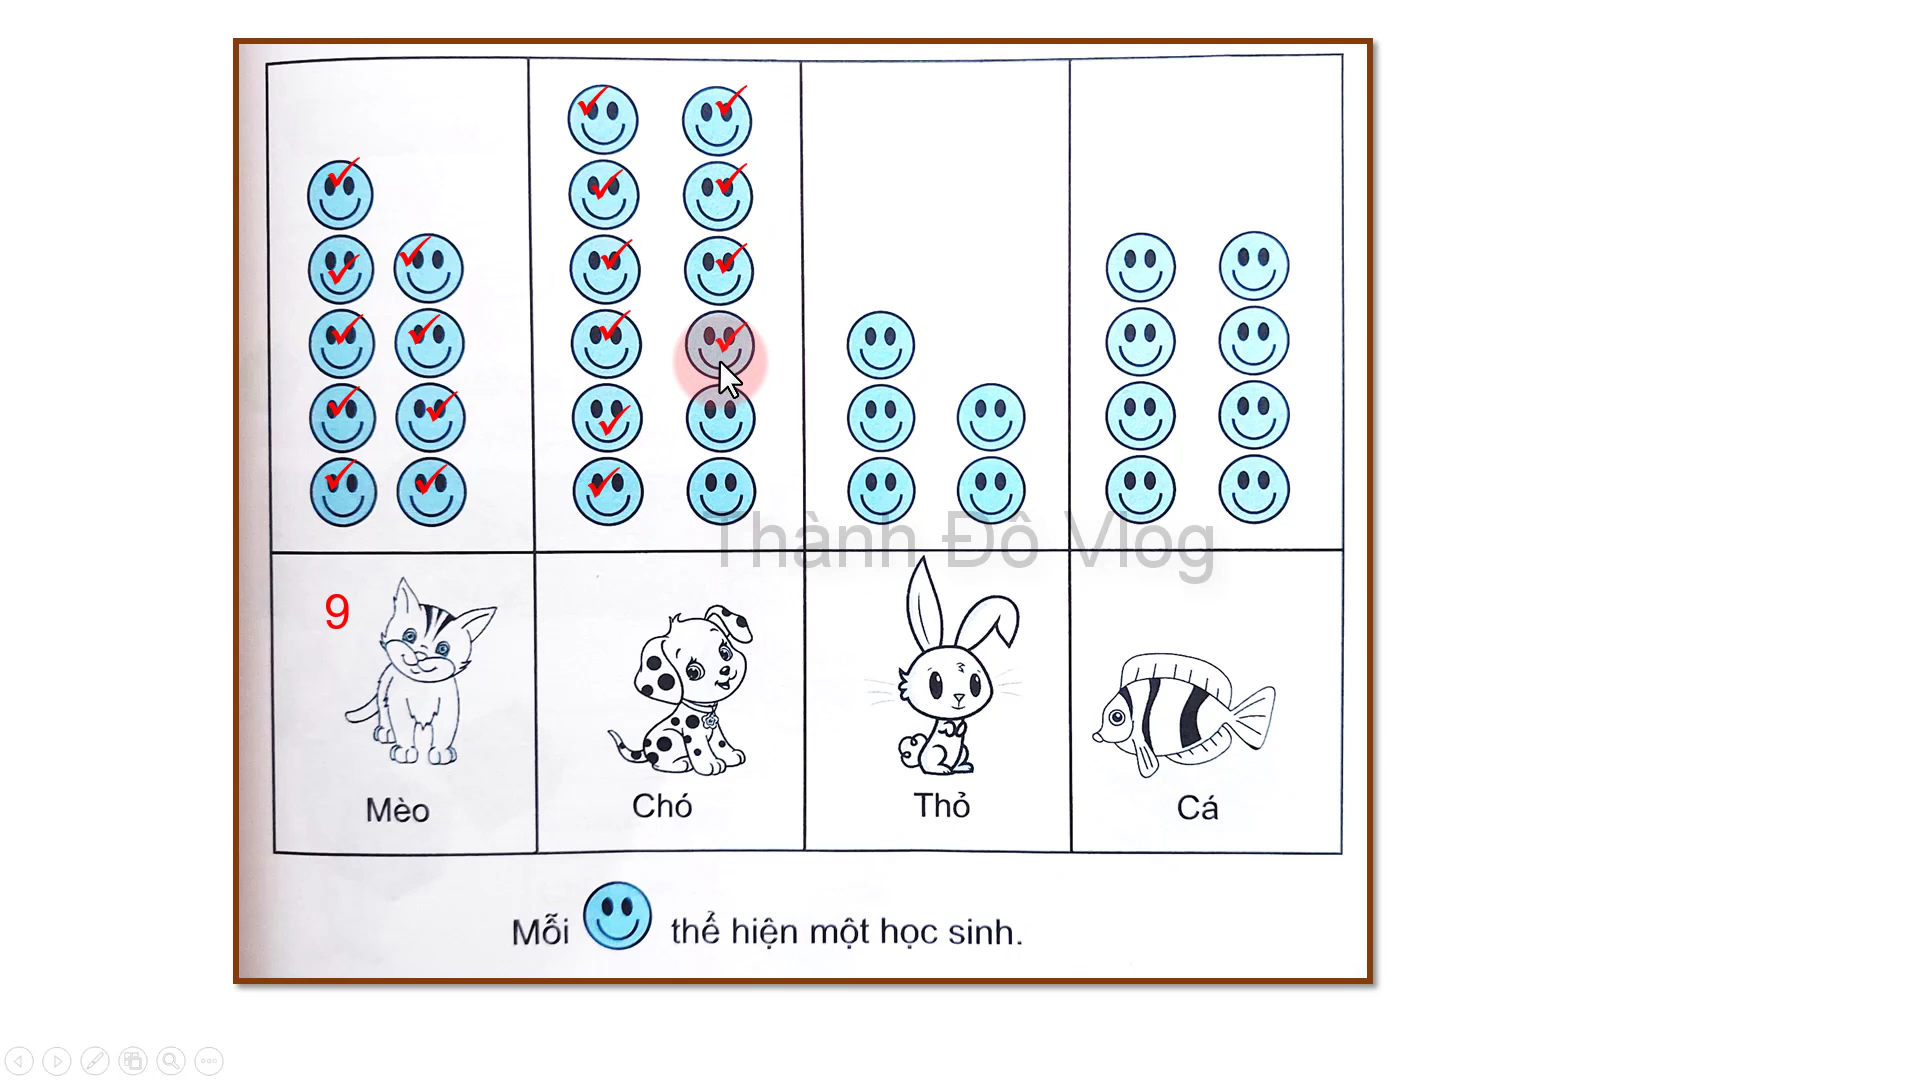 Thành Đô Vlog
9
Mèo
Chó
Thỏ
Cá
Mỗi thể hiện một học sinh.